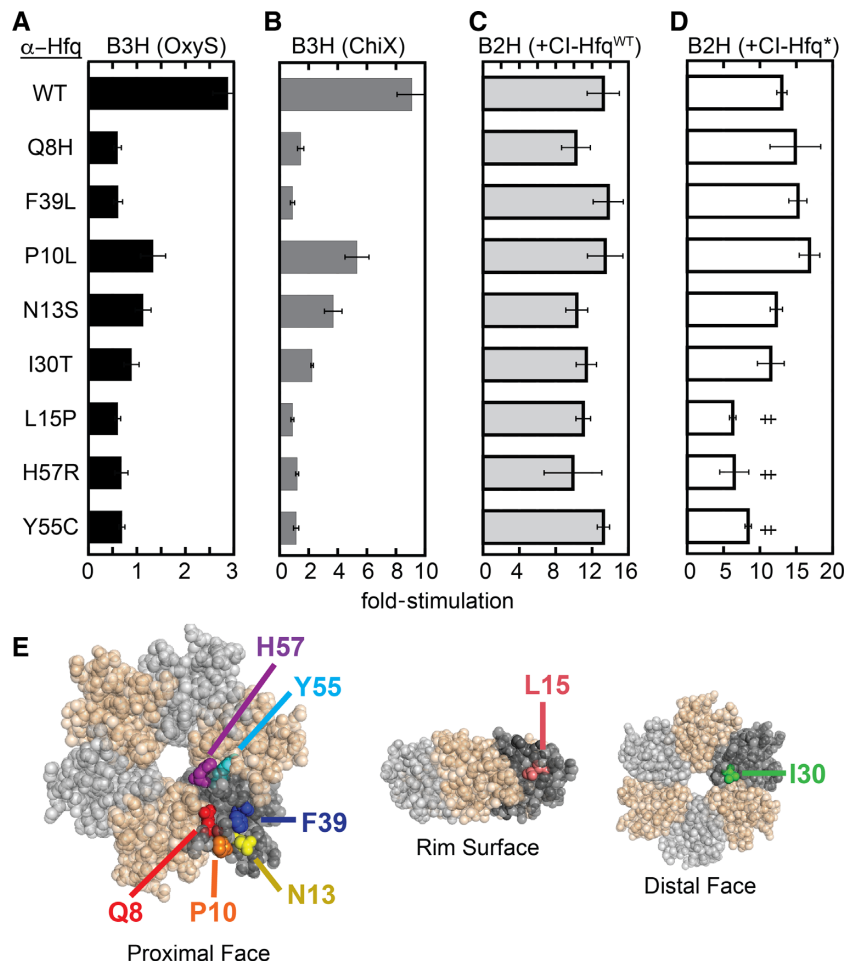 A
B
C
D
α–Hfq
B3H (OxyS)
B3H (ChiX)
B2H (+CI-Hfq^WT)
B2H (+CI-Hfq*)
WT
Q8H
F39L
P10L
N13S
I30T
L15P
ⵐ
H57R
ⵐ
Y55C
ⵐ
0 1 2 3
0 2 4 6 8 10
0 4 8 12 16
0 5 10 15 20
fold-stimulation
E
H57
Y55
F39
N13
P10
Q8
Proximal Face
L15
Rim Surface
I30
Distal Face